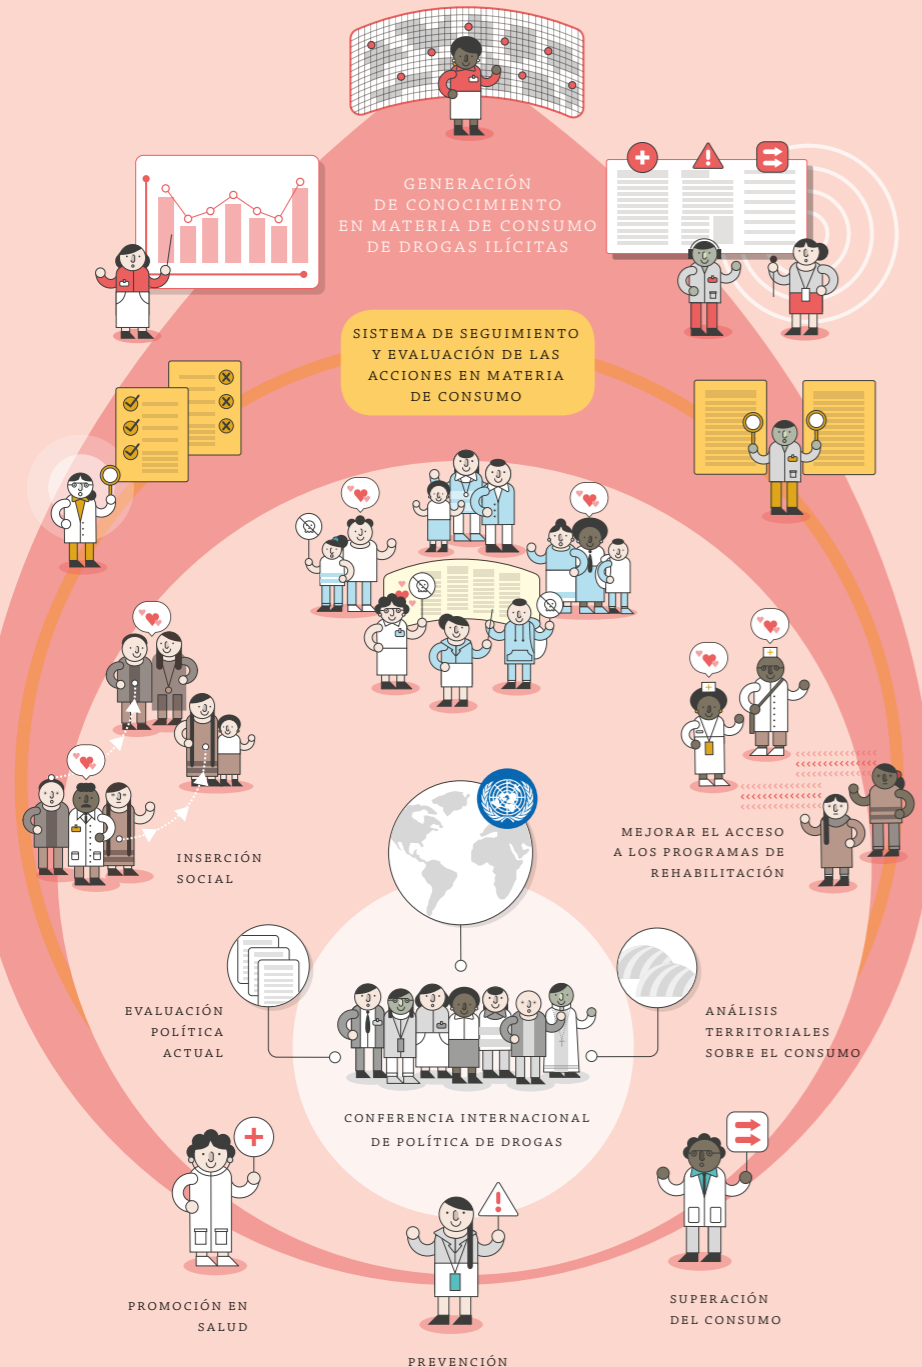 GENERACIÓN
DE CONOCIMIENTO
EN MATERIA DE CONSUMO
DE DROGAS ILÍCITAS
SISTEMA DE SEGUIMIENTO
Y EVALUACIÓN DE LAS
ACCIONES EN MATERIA
DE CONSUMO
INSERCIÓN
SOCIAL
MEJORAR EL ACCESO
A LOS PROGRAMAS DE
REHABILITACIÓN
EVALUACIÓN
POLÍTICA
ACTUAL
ANÁLISIS
TERRITORIALES
SOBRE EL CONSUMO
CONFERENCIA INTERNACIONAL
DE POLÍTICA DE DROGAS
PROMOCIÓN EN
SALUD
SUPERACIÓN
DEL CONSUMO
PREVENCIÓN